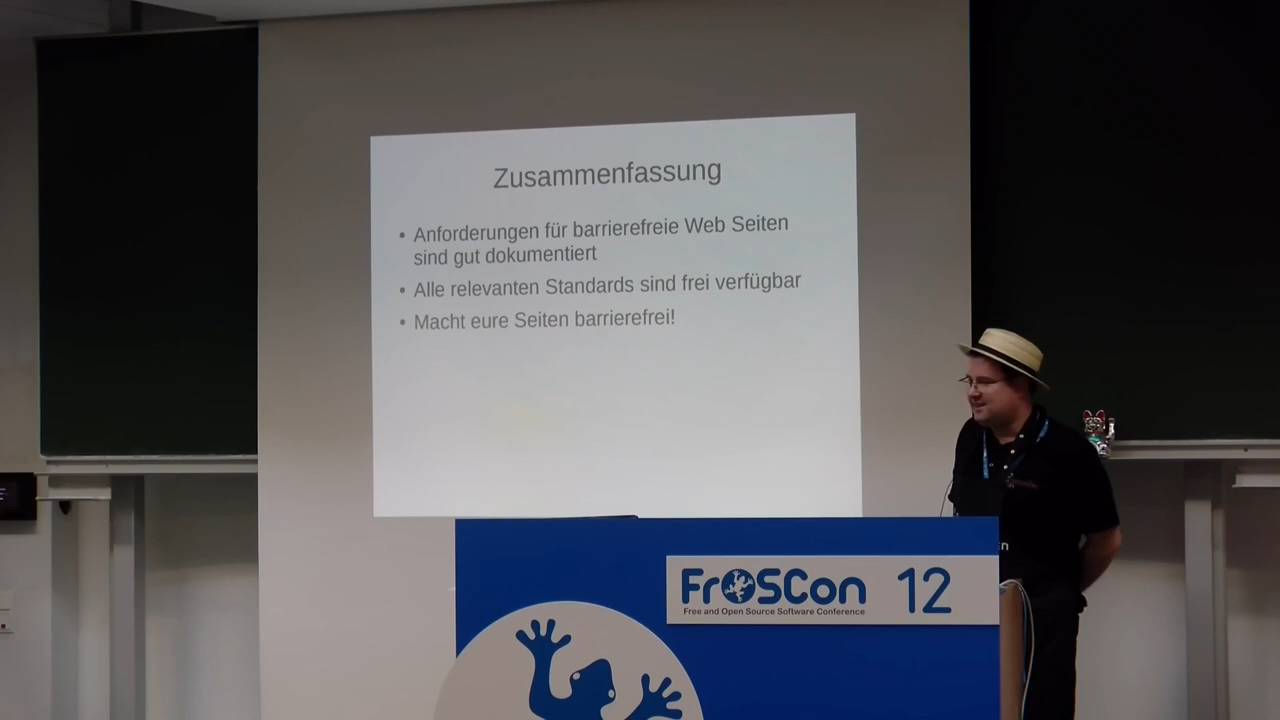 Zusammenfassung
• Anforderungen für barrierefreie Web Seiten
sind gut dokumentiert
• Alle relevanten Standards sind frei verfügbar
• Macht eure Seiten barrierefrei!
FrOSCon 12
Free and Open Source Software Conference